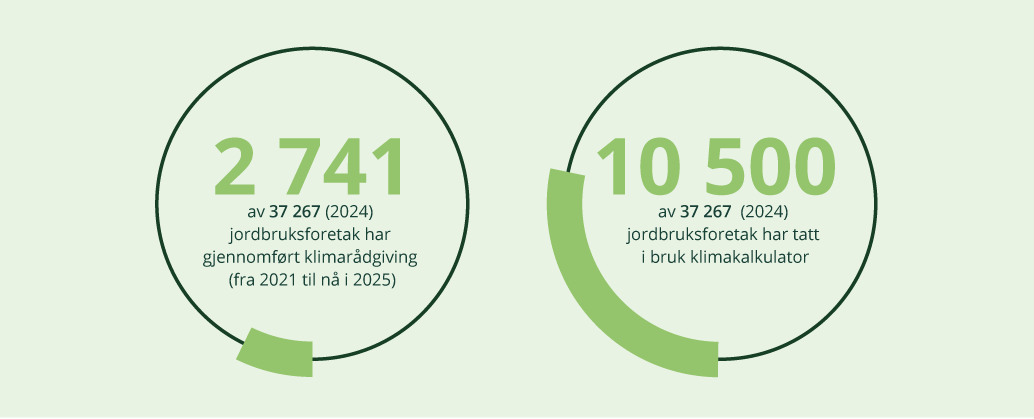 2 741
av 37 267 (2024)
jordbruksforetak har
gjennomført klimarådgiving
(fra 2021 til nå i 2025)
10 500
av 37 267 (2024)
jordbruksforetak har tatt
i bruk klimakalkulator